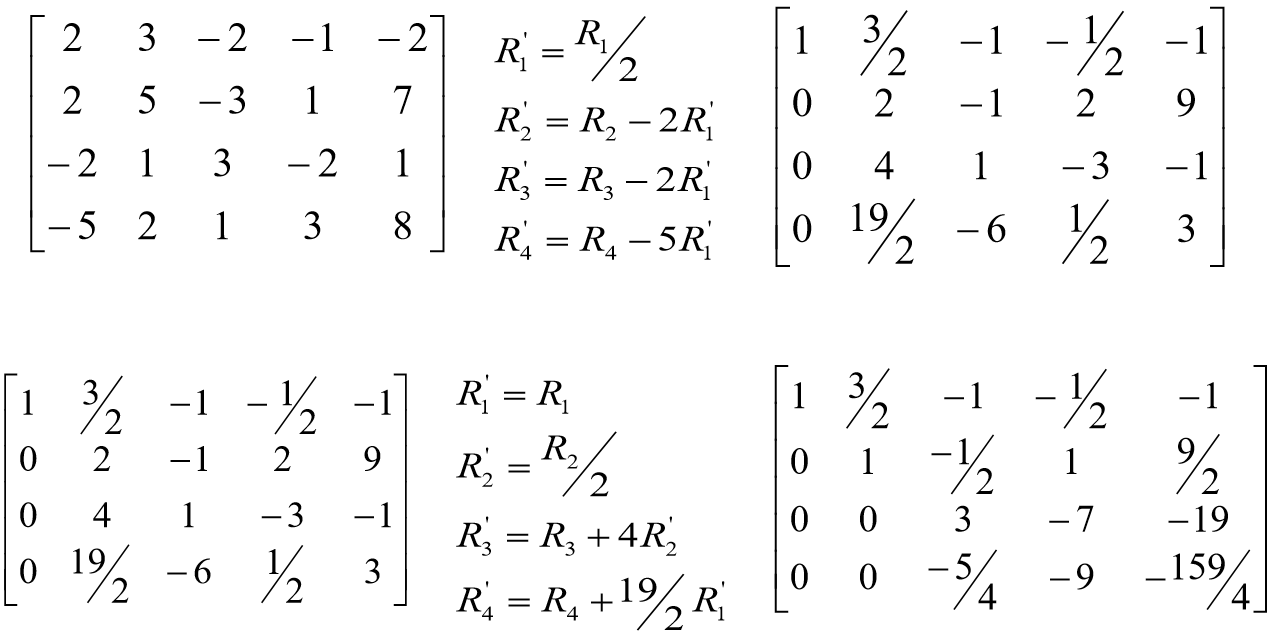 2 3 −2 −1 −2
2 5 −3 1 7
−2 1 3 −2 1
−5 2 1 3 8
R₁' = R₁/2
R₂' = R₂ − 2R₁'
R₃' = R₃ − 2R₁'
R₄' = R₄ − 5R₁'
1 3/2 −1 −1/2 −1
0 2 −1 2 9
0 4 1 −3 −1
0 19/2 −6 1/2 3
1 3/2 −1 −1/2 −1
0 2 −1 2 9
0 4 1 −3 −1
0 19/2 −6 1/2 3
R₁' = R₁
R₂' = R₂/2
R₃' = R₃ + 4R₂'
R₄' = R₄ + 19/2 R₁'
1 3/2 −1 −1/2 −1
0 1 −1/2 1 9/2
0 0 3 −7 −19
0 0 −5/4 −9 −159/4